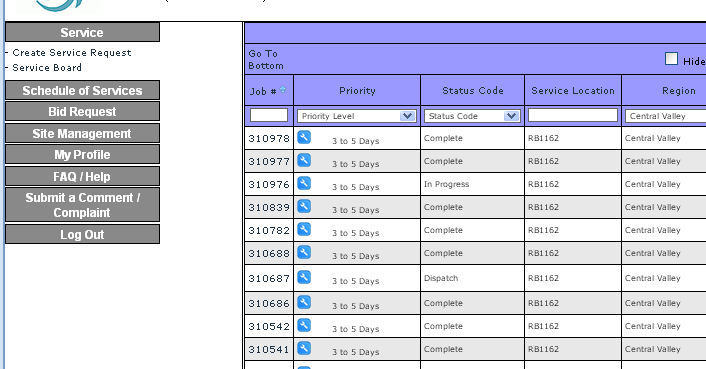 Service
- Create Service Request
- Service Board
Schedule of Services
Bid Request
Site Management
My Profile
FAQ / Help
Submit a Comment /
Complaint
Log Out
Go To
Bottom
Hide
Job # Priority Status Code Service Location Region
Priority Level Status Code Central Valley
310978 3 to 5 Days Complete RB1162 Central Valley
310977 3 to 5 Days Complete RB1162 Central Valley
310976 3 to 5 Days In Progress RB1162 Central Valley
310839 3 to 5 Days Complete RB1162 Central Valley
310782 3 to 5 Days Complete RB1162 Central Valley
310688 3 to 5 Days Complete RB1162 Central Valley
310687 3 to 5 Days Dispatch RB1162 Central Valley
310686 3 to 5 Days Complete RB1162 Central Valley
310542 3 to 5 Days Complete RB1162 Central Valley
310541 3 to 5 Days Complete RB1162 Central Valley